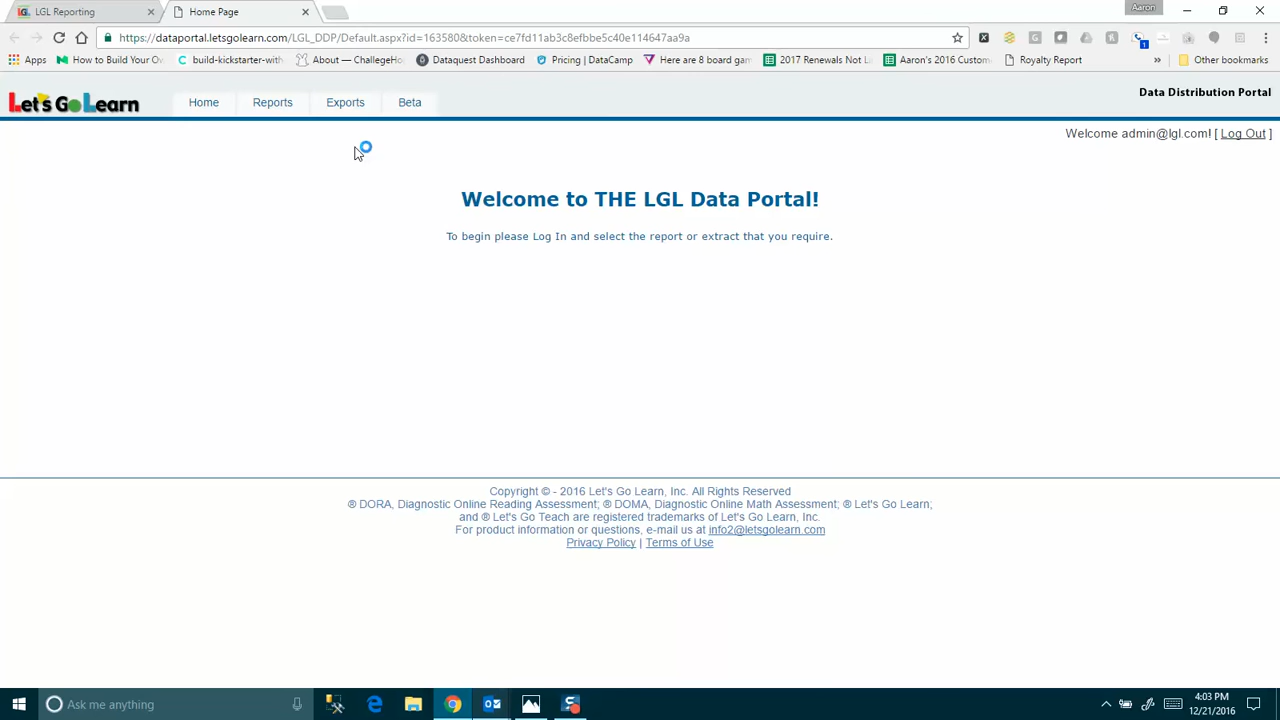 LGL Reporting
Home Page
Aaron
https://dataportal.letsgolearn.com/LGL_DDP/Default.aspx?id=163580&token=ce7fd11ab3c8efbbe5c40e114647aa9a
Apps
How to Build Your Ow
build-kickstarter-with
About — ChallegeHo
Dataquest Dashboard
Pricing | DataCamp
Here are 8 board gam
2017 Renewals Not Li
Aaron's 2016 Custom
Royalty Report
»
Other bookmarks
Let's Go Learn
Home
Reports
Exports
Beta
Data Distribution Portal
Welcome admin@lgl.com! [ Log Out ]
Welcome to THE LGL Data Portal!
To begin please Log In and select the report or extract that you require.
Copyright © - 2016 Let's Go Learn, Inc. All Rights Reserved
® DORA, Diagnostic Online Reading Assessment; ® DOMA, Diagnostic Online Math Assessment; ® Let's Go Learn;
and ® Let's Go Teach are registered trademarks of Let's Go Learn, Inc.
For product information or questions, e-mail us at info2@letsgolearn.com
Privacy Policy | Terms of Use
Ask me anything
4:03 PM
12/21/2016